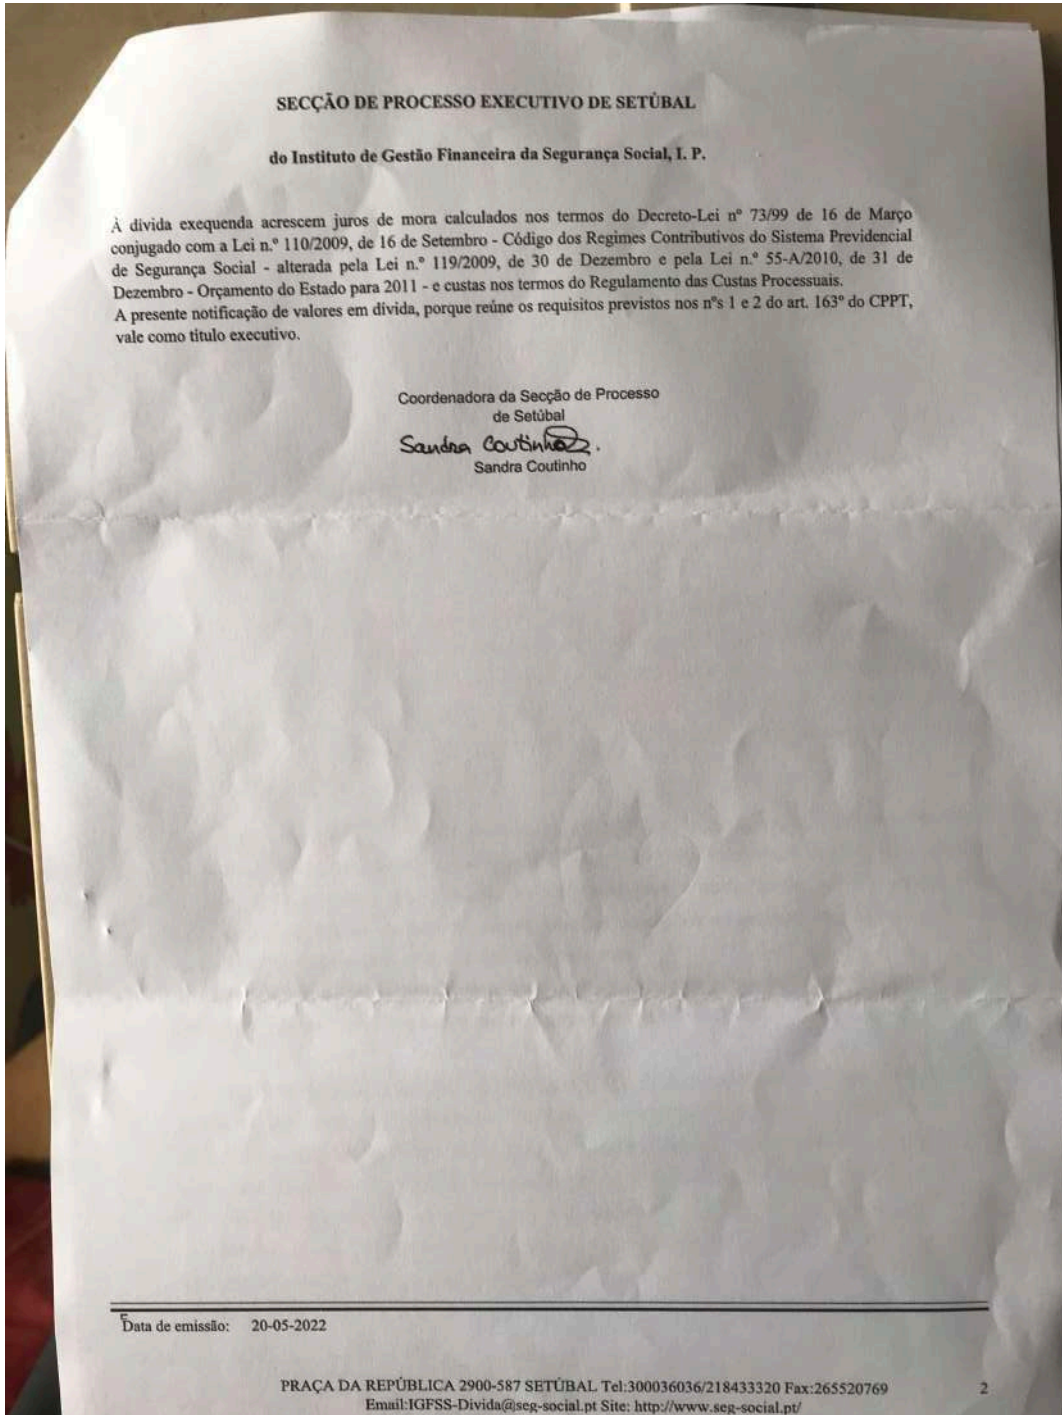 SECÇÃO DE PROCESSO EXECUTIVO DE SETÚBAL
do Instituto de Gestão Financeira da Segurança Social, I. P.
À dívida exequenda acrescem juros de mora calculados nos termos do Decreto-Lei nº 73/99 de 16 de Março
conjugado com a Lei n.º 110/2009, de 16 de Setembro - Código dos Regimes Contributivos do Sistema Previdencial
de Segurança Social - alterada pela Lei n.º 119/2009, de 30 de Dezembro e pela Lei n.º 55-A/2010, de 31 de
Dezembro - Orçamento do Estado para 2011 - e custas nos termos do Regulamento das Custas Processuais.
A presente notificação de valores em dívida, porque reúne os requisitos previstos nos nºs 1 e 2 do art. 163º do CPPT,
vale como título executivo.
Coordenadora da Secção de Processo
de Setúbal
Sandra Coutinho
Sandra Coutinho
Data de emissão: 20-05-2022
PRAÇA DA REPÚBLICA 2900-587 SETÚBAL Tel:300036036/218433320 Fax:265520769 2
Email:IGFSS-Divida@seg-social.pt Site: http://www.seg-social.pt/